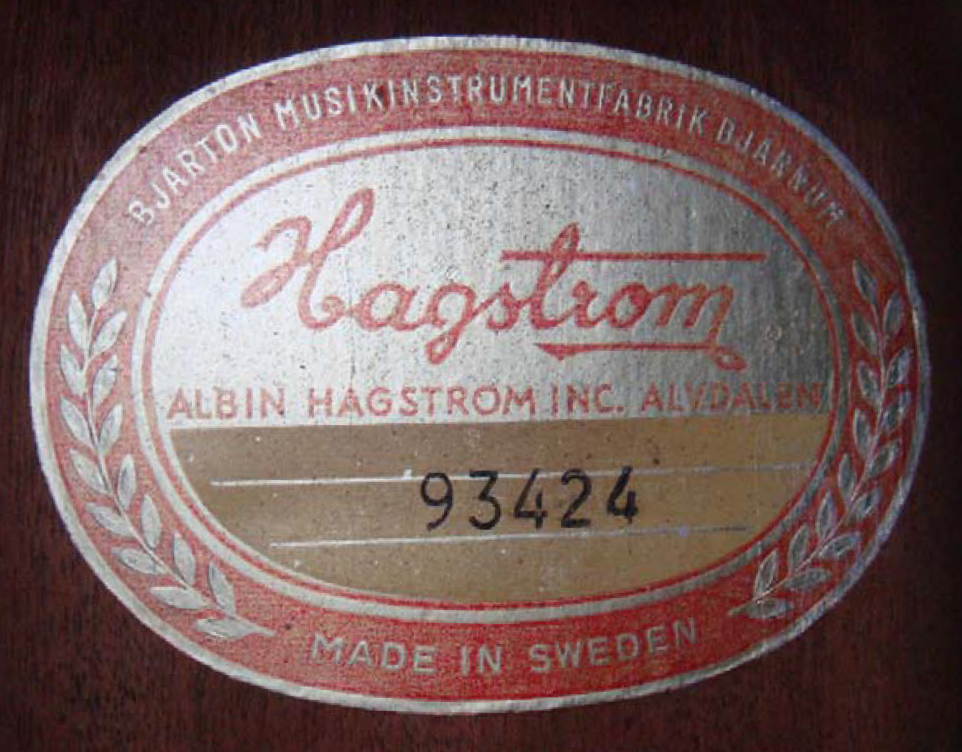 BJARTON MUSIKINSTRUMENTFABRIK BJARNUM
Hagstrom
ALBIN HAGSTROM INC. ALVDALEN
93424
MADE IN SWEDEN